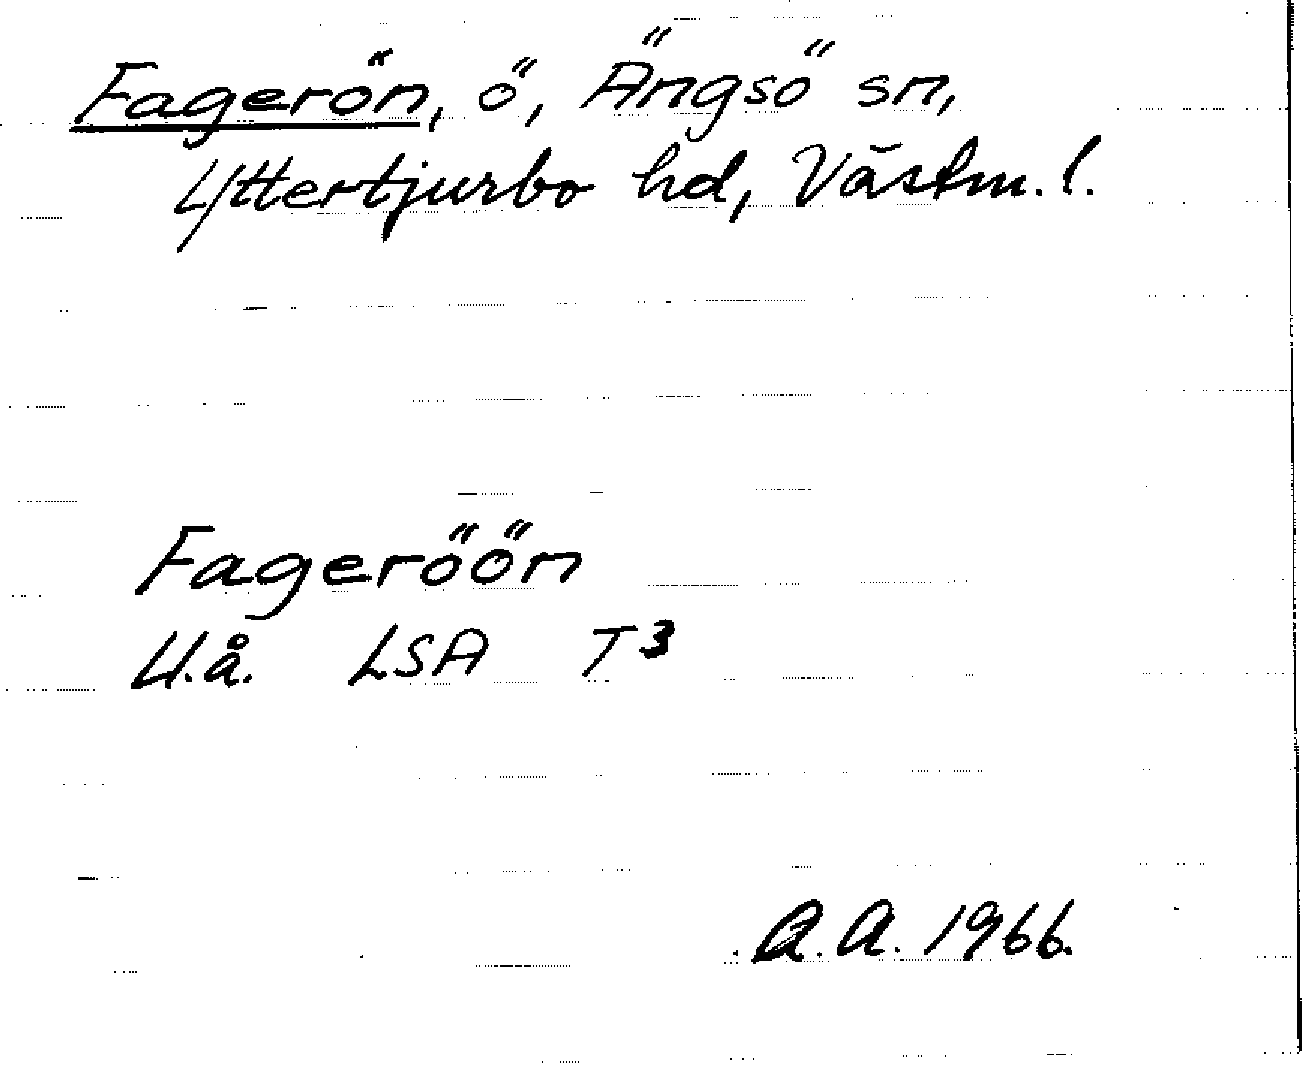 Fagerön, ö, Ängsö sn,
Yttertjurbo hd, Västm. l.
Fageröön
U.å. LSA T3
A.A. 1966.